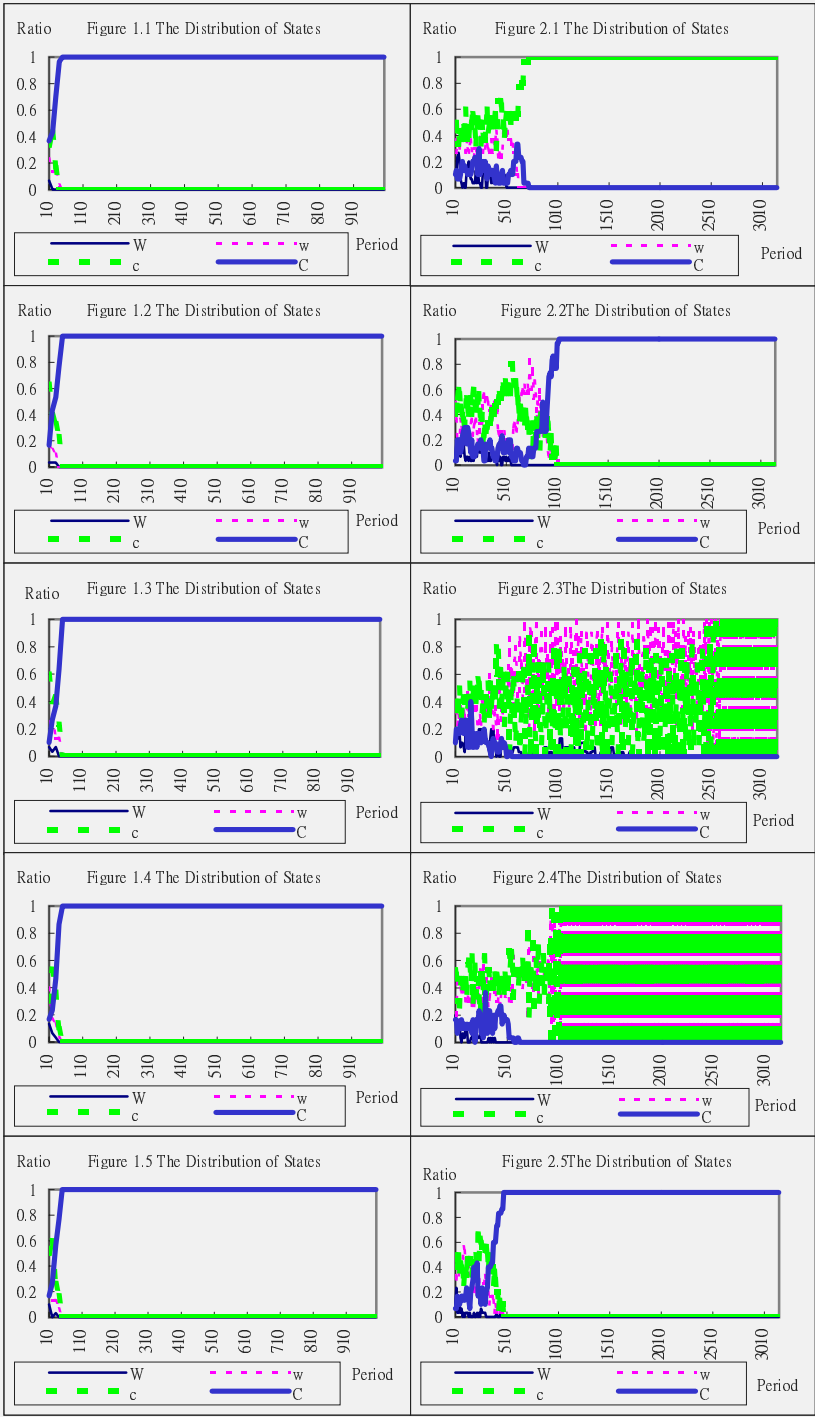 Ratio Figure 1.1 The Distribution of States
1
0.8
0.6
0.4
0.2
0
10 110 210 310 410 510 610 710 810 910
W w Period
c C
Ratio Figure 2.1 The Distribution of States
1
0.8
0.6
0.4
0.2
0
10 510 1010 1510 2010 2510 3010
W w Period
c C
Ratio Figure 1.2 The Distribution of States
1
0.8
0.6
0.4
0.2
0
10 110 210 310 410 510 610 710 810 910
W w Period
c C
Ratio Figure 2.2The Distribution of States
1
0.8
0.6
0.4
0.2
0
10 510 1010 1510 2010 2510 3010
W w Period
c C
Ratio Figure 1.3 The Distribution of States
1
0.8
0.6
0.4
0.2
0
10 110 210 310 410 510 610 710 810 910
W w Period
c C
Ratio Figure 2.3The Distribution of States
1
0.8
0.6
0.4
0.2
0
10 510 1010 1510 2010 2510 3010
W w Period
c C
Ratio Figure 1.4 The Distribution of States
1
0.8
0.6
0.4
0.2
0
10 110 210 310 410 510 610 710 810 910
W w Period
c C
Ratio Figure 2.4The Distribution of States
1
0.8
0.6
0.4
0.2
0
10 510 1010 1510 2010 2510 3010
W w Period
c C
Ratio Figure 1.5 The Distribution of States
1
0.8
0.6
0.4
0.2
0
10 110 210 310 410 510 610 710 810 910
W w Period
c C
Ratio Figure 2.5The Distribution of States
1
0.8
0.6
0.4
0.2
0
10 510 1010 1510 2010 2510 3010
W w Period
c C